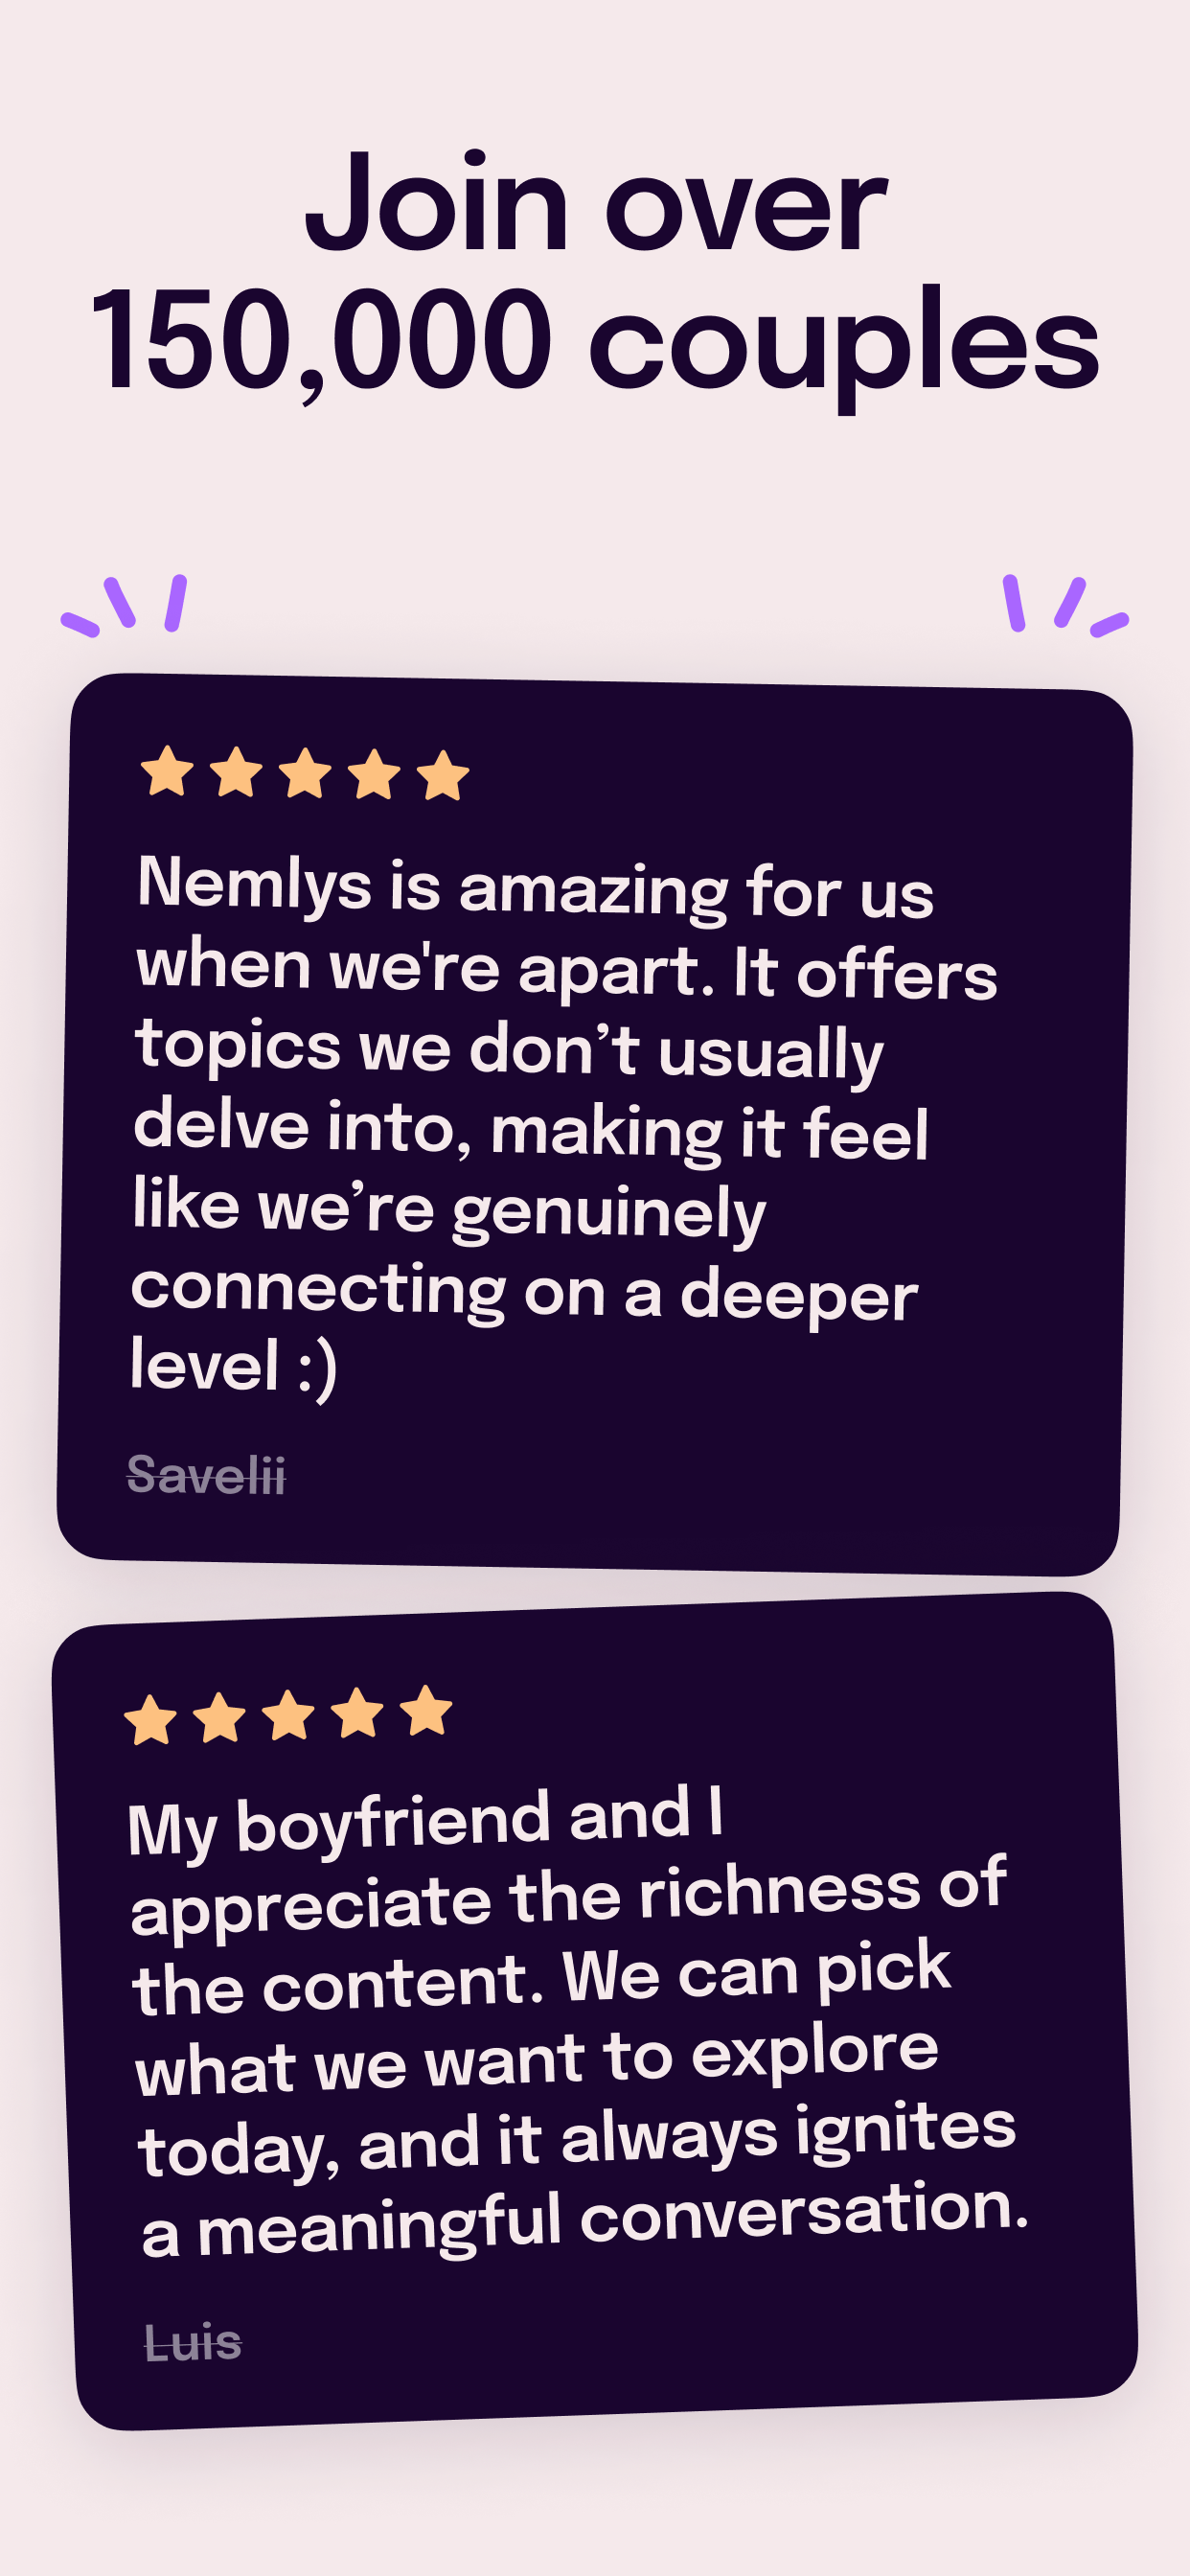 Join over
150,000 couples
Nemlys is amazing for us
when we're apart. It offers
topics we don’t usually
delve into, making it feel
like we’re genuinely
connecting on a deeper
level :)
Savelii
My boyfriend and I
appreciate the richness of
the content. We can pick
what we want to explore
today, and it always ignites
a meaningful conversation.
Luis